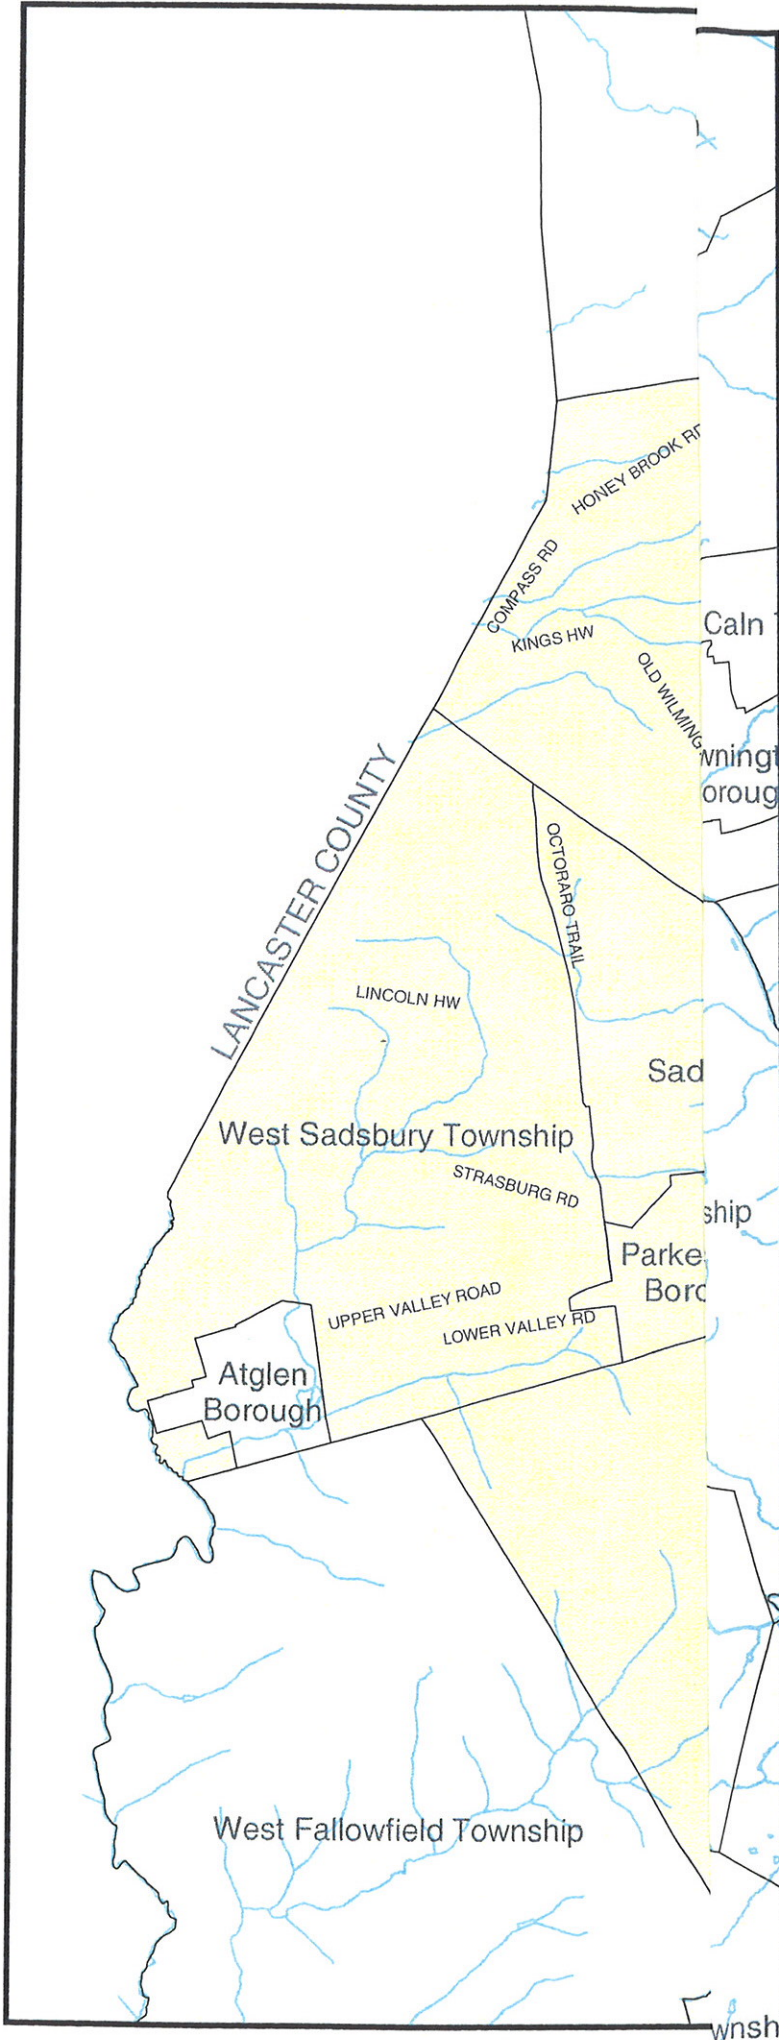 HONEY BROOK RD
COMPASS RD
KINGS HW
Caln
OLD WILMING
wningt
oroug
LANCASTER COUNTY
OCTORARO TRAIL
LINCOLN HW
Sad
West Sadsbury Township
STRASBURG RD
ship
Parke
Boro
UPPER VALLEY ROAD
LOWER VALLEY RD
Atglen
Borough
West Fallowfield Township
wnsh